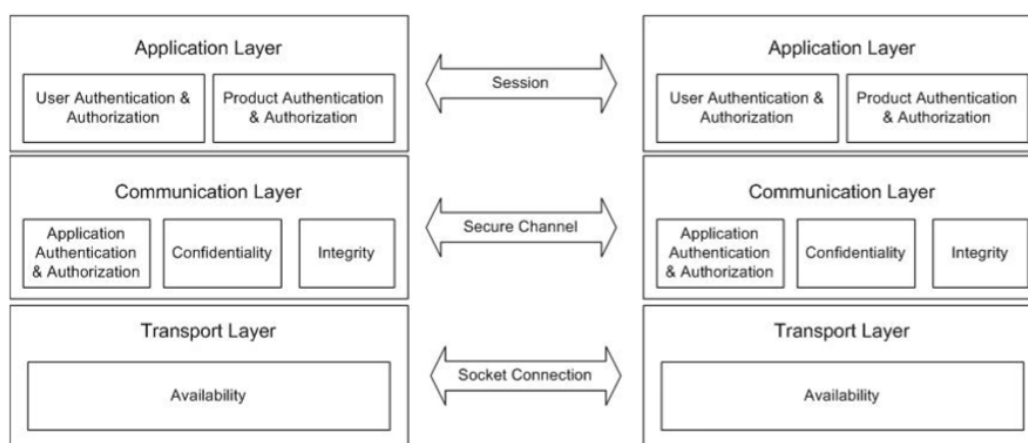 Application Layer
User Authentication &
Authorization
Product Authentication
& Authorization
Session
Application Layer
User Authentication &
Authorization
Product Authentication
& Authorization
Communication Layer
Application
Authentication
& Authorization
Confidentiality
Integrity
Secure Channel
Communication Layer
Application
Authentication
& Authorization
Confidentiality
Integrity
Transport Layer
Availability
Socket Connection
Transport Layer
Availability